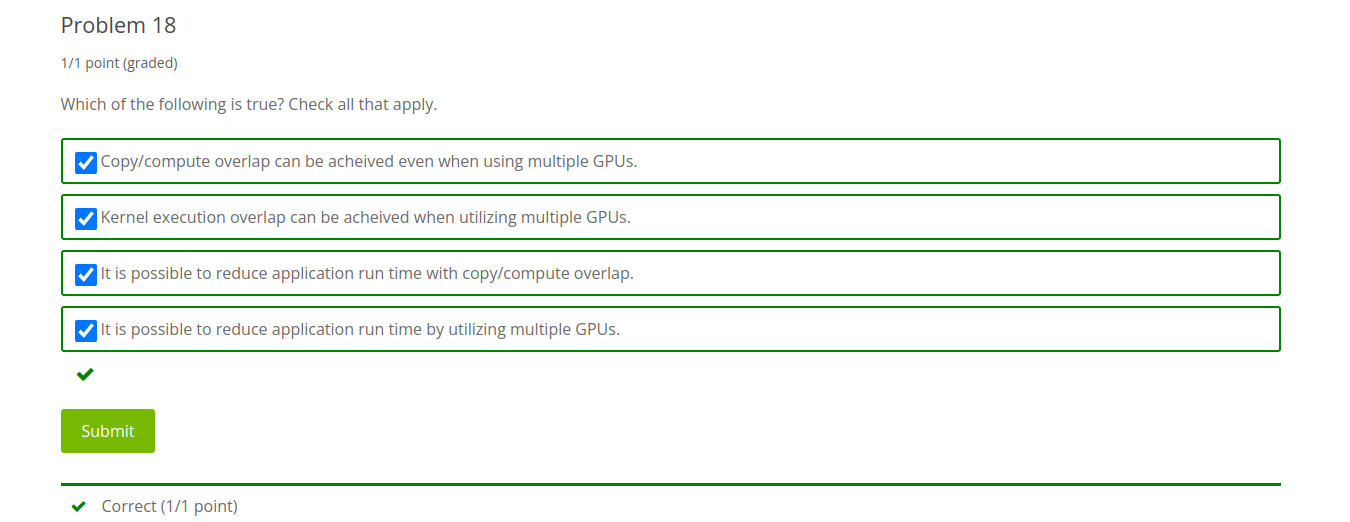 Problem 18
1/1 point (graded)
Which of the following is true? Check all that apply.
Copy/compute overlap can be acheived even when using multiple GPUs.
Kernel execution overlap can be acheived when utilizing multiple GPUs.
It is possible to reduce application run time with copy/compute overlap.
It is possible to reduce application run time by utilizing multiple GPUs.
Submit
Correct (1/1 point)